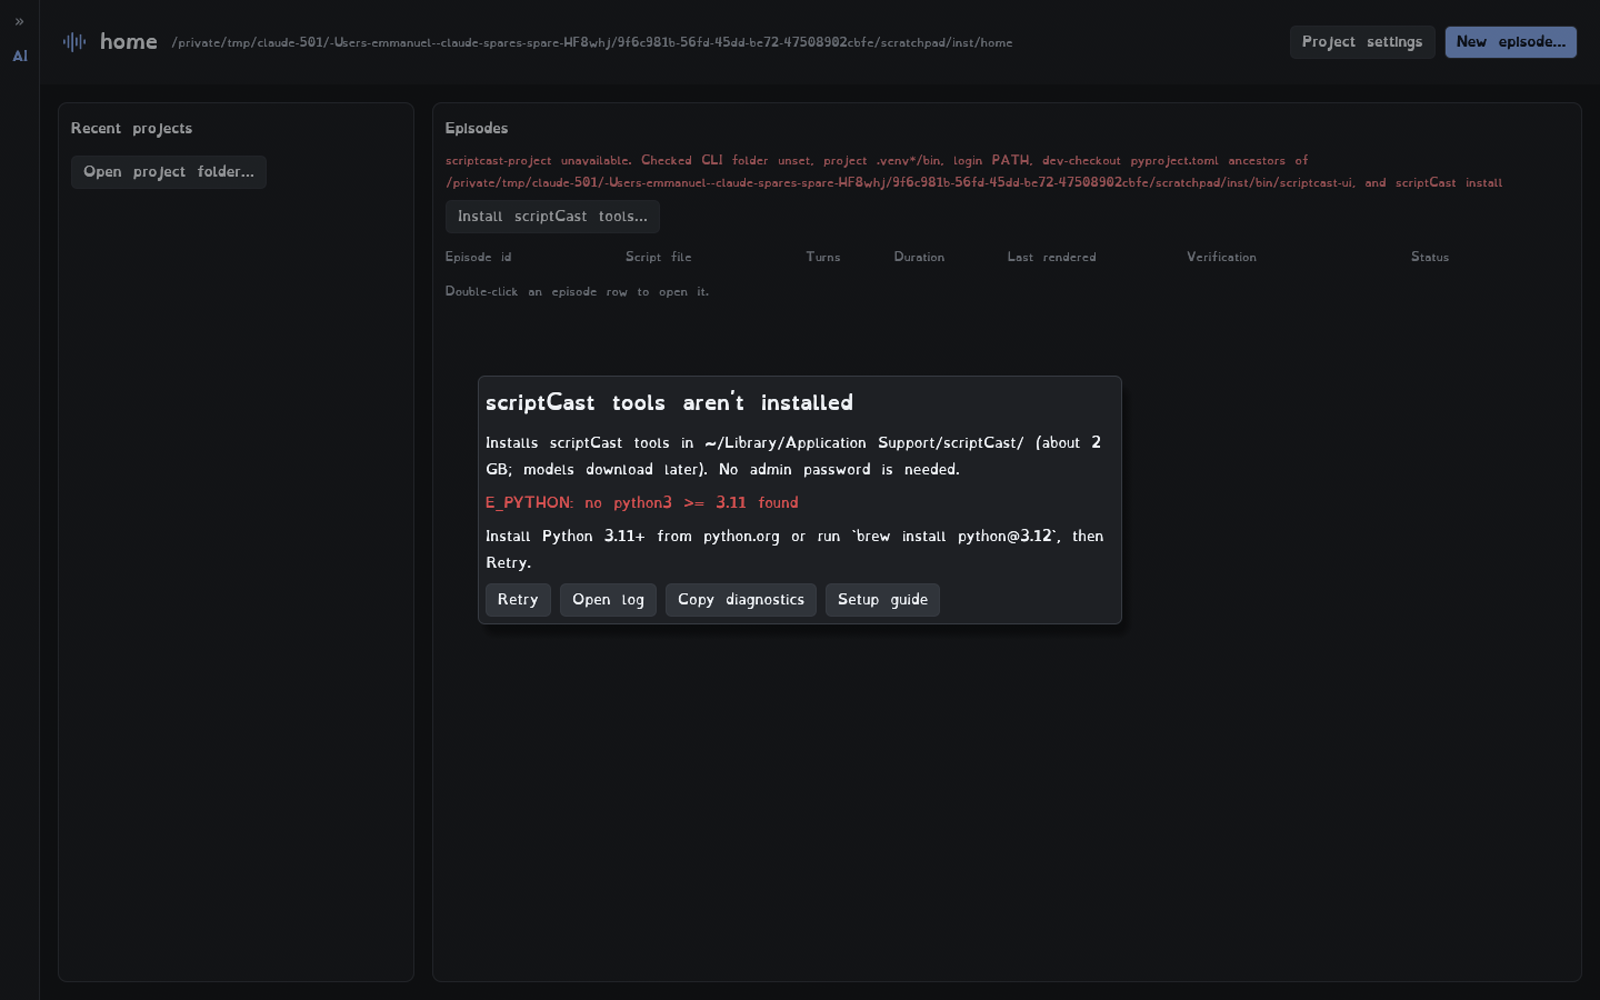 »
AI
home /private/tmp/claude-501/-Users-emmanuel--claude-spares-spare-HF8whj/9f6c981b-56fd-45dd-be72-47508902cbfe/scratchpad/inst/home
Project settings
New episode...
Recent projects
Open project folder...
Episodes
scriptcast-project unavailable. Checked CLI folder unset, project .venv*/bin, login PATH, dev-checkout pyproject.toml ancestors of
/private/tmp/claude-501/-Users-emmanuel--claude-spares-spare-HF8whj/9f6c981b-56fd-45dd-be72-47508902cbfe/scratchpad/inst/bin/scriptcast-ui, and scriptCast install
Install scriptCast tools...
Episode id Script file Turns Duration Last rendered Verification Status
Double-click an episode row to open it.
scriptCast tools aren't installed
Installs scriptCast tools in ~/Library/Application Support/scriptCast/ (about 2
GB; models download later). No admin password is needed.
E_PYTHON: no python3 >= 3.11 found
Install Python 3.11+ from python.org or run `brew install python@3.12`, then
Retry.
Retry Open log Copy diagnostics Setup guide